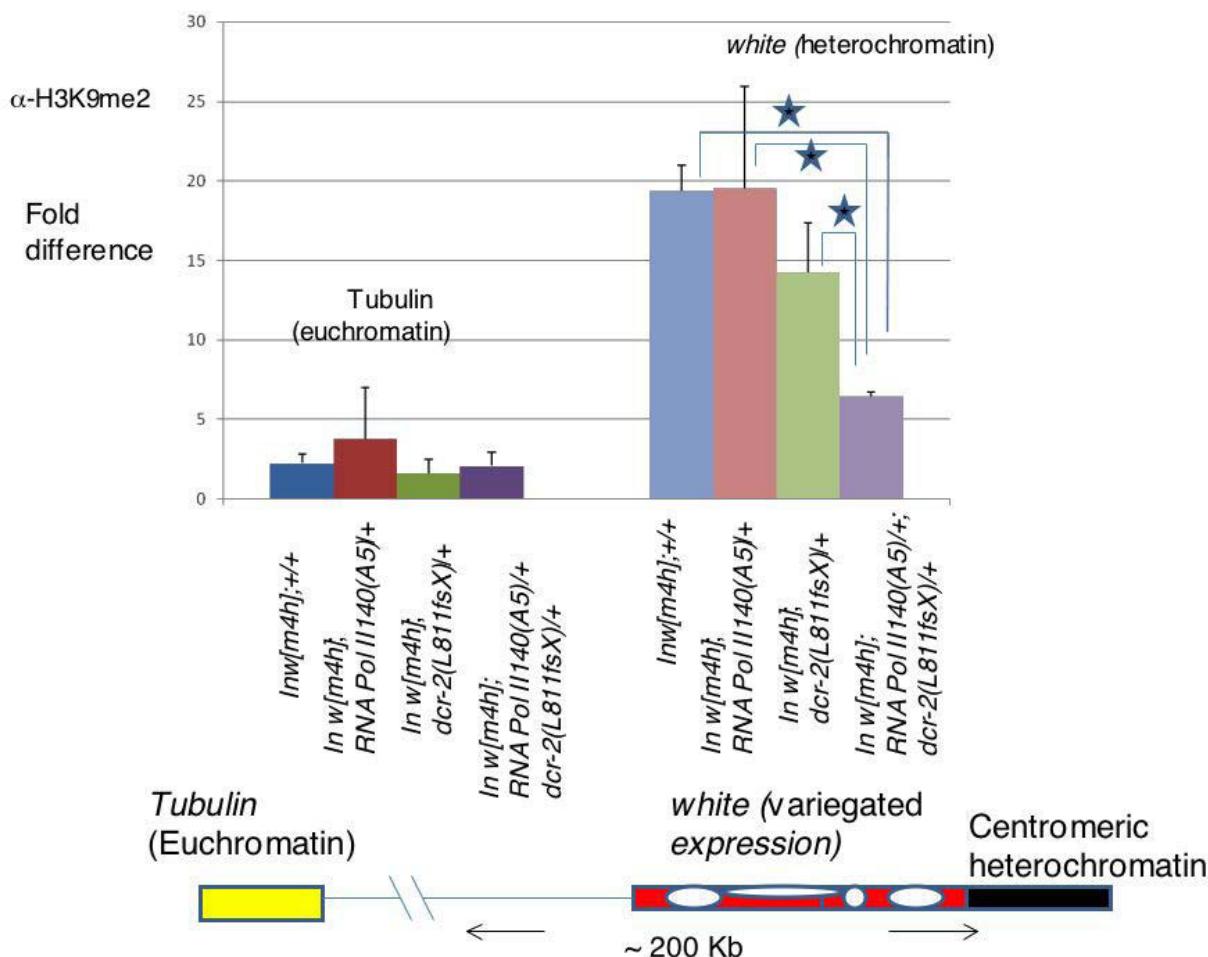 30
white (heterochromatin)
α-H3K9me2
25
20
Fold
difference
15
Tubulin
(euchromatin)
10
5
0
Inw[m4h];+/+
In w[m4h];
RNA Pol II140(A5)/+
In w[m4h];
dcr-2(L811fsX)/+
In w[m4h];
RNA Pol II140(A5)/+
dcr-2(L811fsX)/+
Inw[m4h];+/+
In w[m4h];
RNA Pol II140(A5)/+
In w[m4h];
dcr-2(L811fsX)/+
In w[m4h];
RNA Pol II140(A5)/+;
dcr-2(L811fsX)/+
Tubulin
(Euchromatin)
white (variegated
expression)
Centromeric
heterochromatin
~ 200 Kb